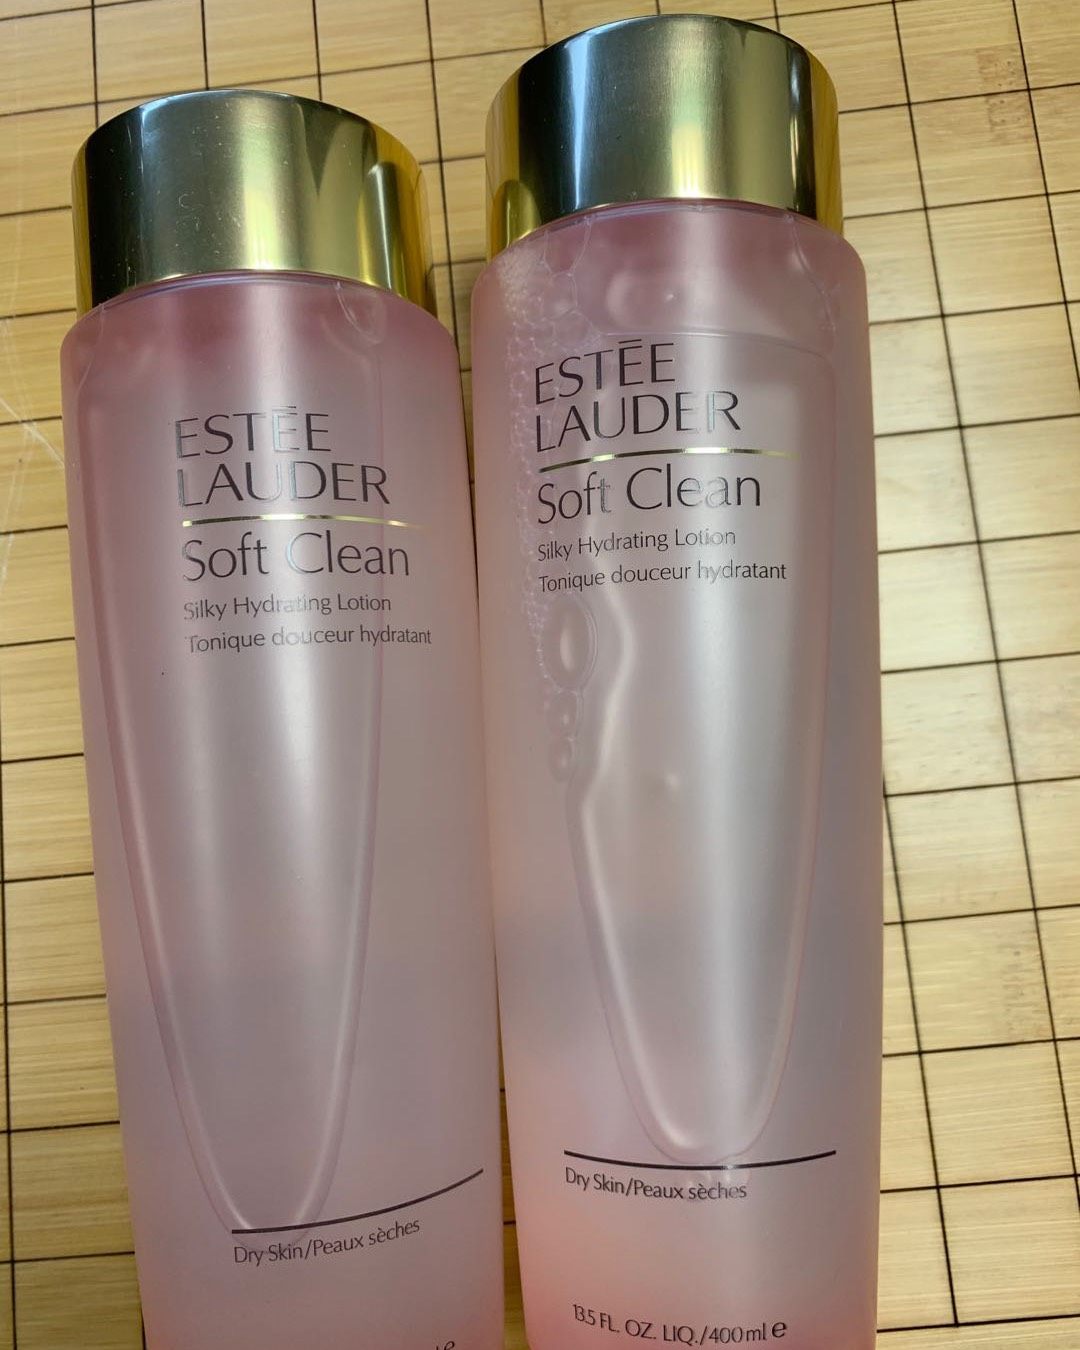 ESTĒE
LAUDER
Soft Clean
Silky Hydrating Lotion
Tonique douceur hydratant
Dry Skin/Peaux sèches
ESTĒE
LAUDER
Soft Clean
Silky Hydrating Lotion
Tonique douceur hydratant
Dry Skin/Peaux sèches
13.5 FL. OZ. LIQ./400 ml e